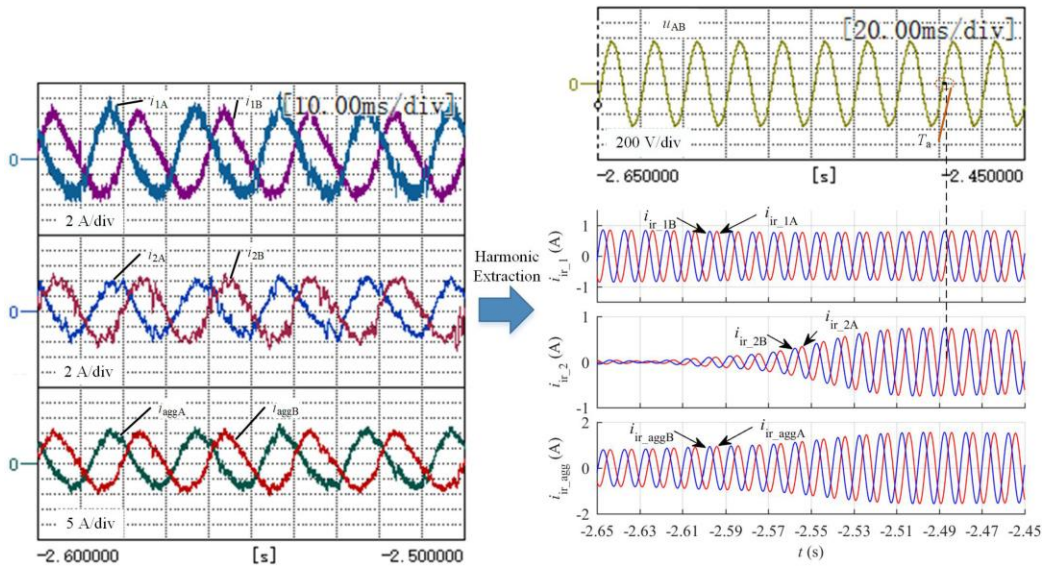 i1A
i1B
[10.00ms/div]
0
2 A/div
i2A
i2B
0
2 A/div
iaggA
iaggB
0
5 A/div
-2.600000
[s]
-2.500000
Harmonic
Extraction
uAB
[20.00ms/div]
0
200 V/div
Ta
-2.650000
[s]
-2.450000
iir_1 (A)
1
0
-1
iir_1B
iir_1A
iir_2 (A)
1
0
-1
iir_2B
iir_2A
iir_agg (A)
2
0
-2
iir_aggB
iir_aggA
-2.65 -2.63 -2.61 -2.59 -2.57 -2.55 -2.53 -2.51 -2.49 -2.47 -2.45
t (s)